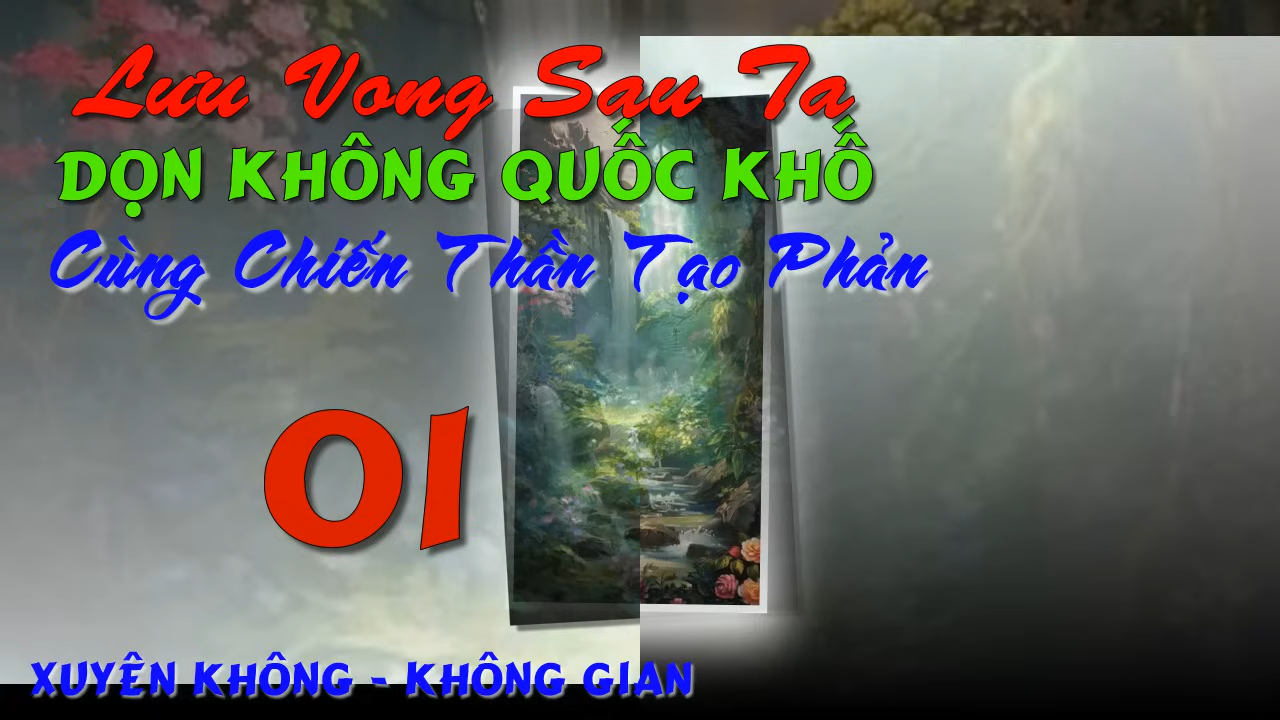 Lưu Vong Sau Ta
DỌN KHÔNG QUỐC KHỐ
Cùng Chiến Thần Tạo Phản
01
XUYÊN KHÔNG - KHÔNG GIAN